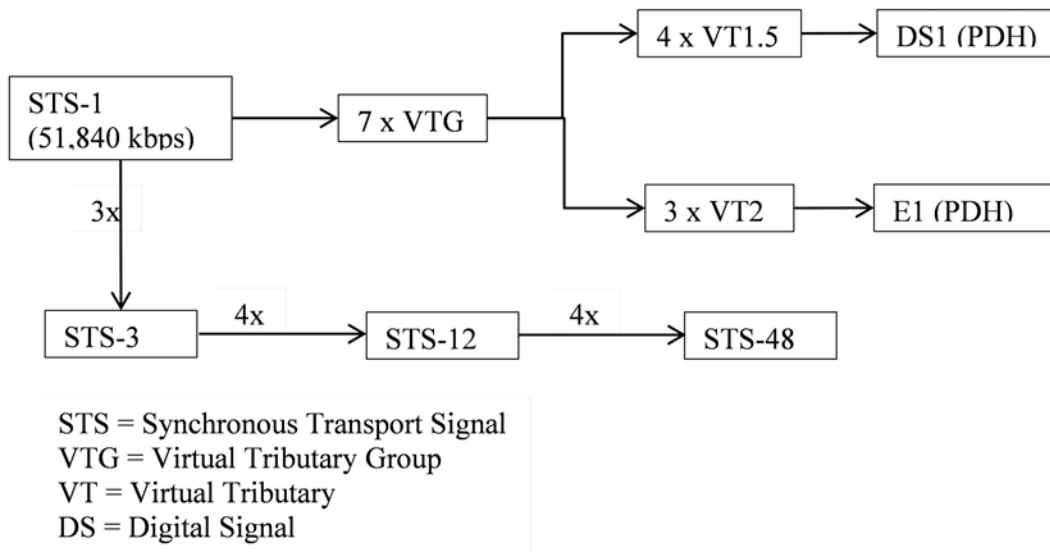 4 x VT1.5
DS1 (PDH)
STS-1
(51,840 kbps)
7 x VTG
3x
3 x VT2
E1 (PDH)
STS-3
4x
STS-12
4x
STS-48
STS = Synchronous Transport Signal
VTG = Virtual Tributary Group
VT = Virtual Tributary
DS = Digital Signal